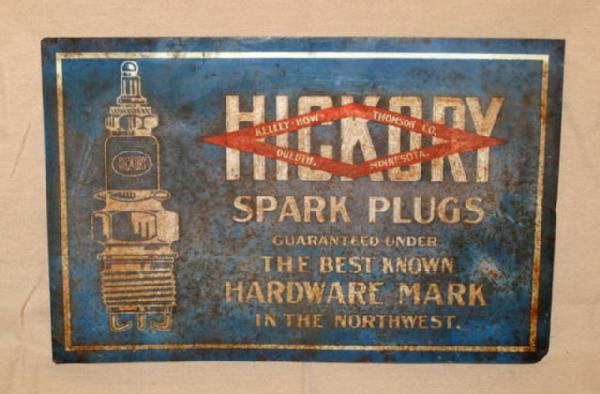 HICKORY
KELLEY-HOW-THOMSON CO.
DULUTH, MINNESOTA.
HICKORY
SPARK PLUGS
GUARANTEED UNDER
THE BEST KNOWN
HARDWARE MARK
IN THE NORTHWEST.